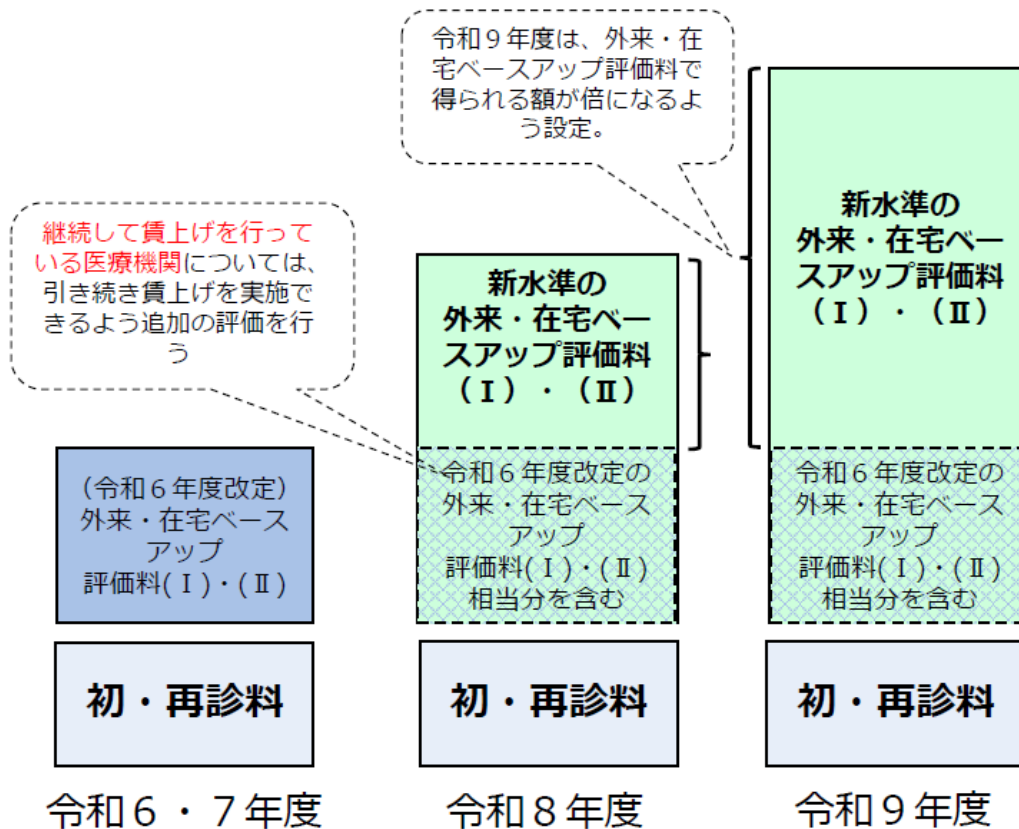 令和９年度は、外来・在
宅ベースアップ評価料で
得られる額が倍になるよ
う設定。
継続して賃上げを行って
いる医療機関については、
引き続き賃上げを実施で
きるよう追加の評価を行
う
（令和６年度改定）
外来・在宅ベース
アップ
評価料(Ⅰ)・(Ⅱ)
初・再診料
令和６・７年度
新水準の
外来・在宅ベー
スアップ評価料
（Ⅰ）・（Ⅱ）
令和６年度改定の
外来・在宅ベース
アップ
評価料(Ⅰ)・(Ⅱ)
相当分を含む
初・再診料
令和８年度
新水準の
外来・在宅ベー
スアップ評価料
（Ⅰ）・（Ⅱ）
令和６年度改定の
外来・在宅ベース
アップ
評価料(Ⅰ)・(Ⅱ)
相当分を含む
初・再診料
令和９年度